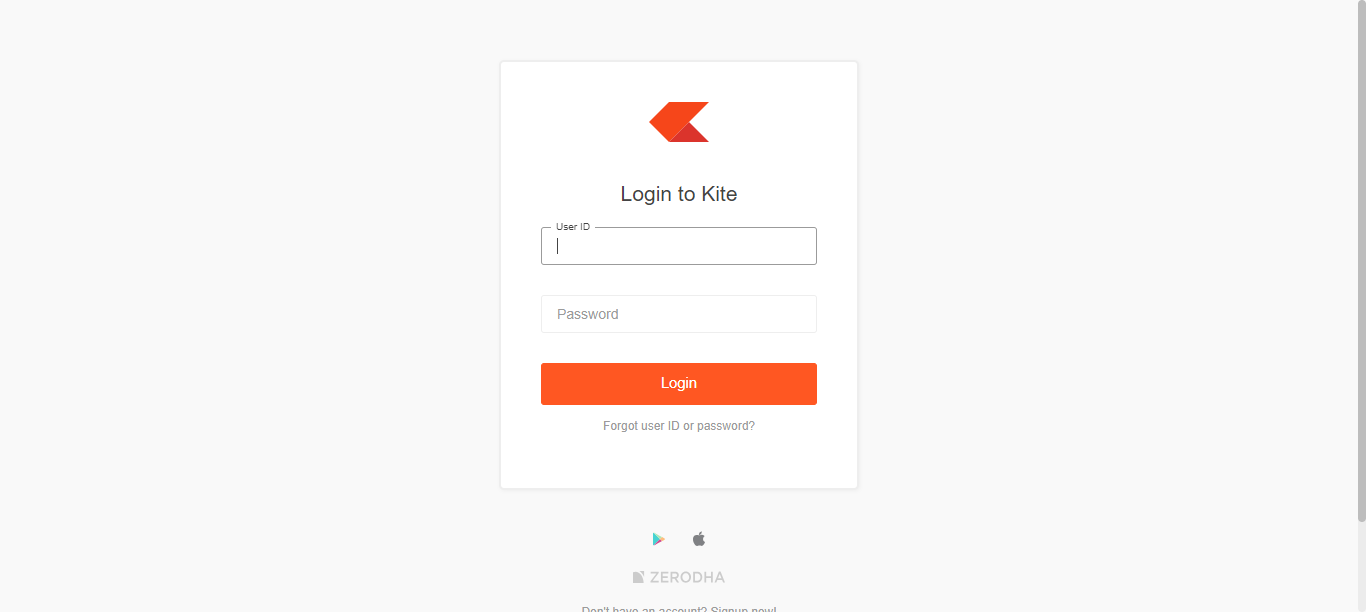 Login to Kite
User ID
Password
Login
Forgot user ID or password?
ZERODHA
Don't have an account? Signup now!